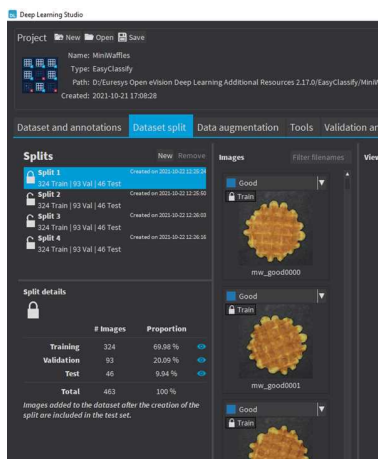 Deep Learning Studio
Project New Open Save
Name: MiniWaffles
Type: EasyClassify
Path: D:/Euresys Open eVision Deep Learning Additional Resources 2.17.0/EasyClassify/MiniW
Created: 2021-10-21 17:08:28
Dataset and annotations Dataset split Data augmentation Tools Validation an
Splits New Remove
Split 1 Created on 2021-10-22 12:25:24
324 Train | 93 Val | 46 Test
Split 2 Created on 2021-10-22 12:25:50
324 Train | 93 Val | 46 Test
Split 3 Created on 2021-10-22 12:26:03
324 Train | 93 Val | 46 Test
Split 4 Created on 2021-10-22 12:26:16
324 Train | 93 Val | 46 Test
Split details
# Images Proportion
Training 324 69.98 %
Validation 93 20.09 %
Test 46 9.94 %
Total 463 100 %
Images added to the dataset after the creation of the
split are included in the test set.
Images Filter filenames View
Good
Train
mw_good0000
Good
Train
mw_good0001
Good
Train